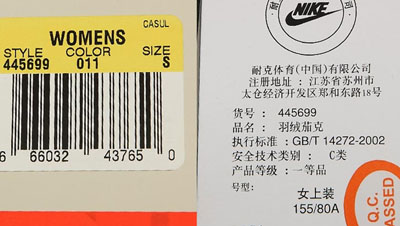 CASUL
WOMENS
STYLE COLOR SIZE
445699 011 S
6 66032 43765 0
NIKE
耐克体育(中国)有限公司
注册地址：江苏省苏州市
太仓经济开发区郑和东路18号
货号： 445699
品名： 羽绒茄克
执行标准：GB/T 14272-2002
安全技术类别： C类
产品等级：一等品
号型：
女上装
155/80A
Q.C.
PASSED